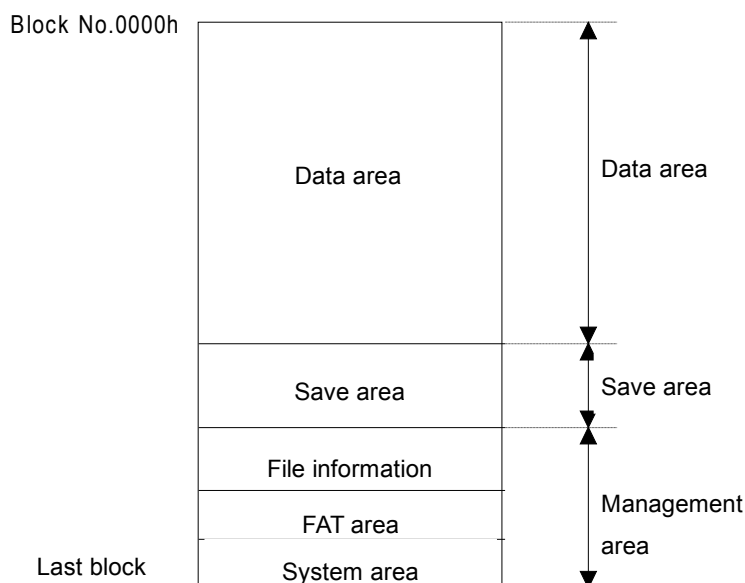 Block No.0000h
Data area
Data area
Save area
Save area
File information
FAT area
Management
area
Last block
System area